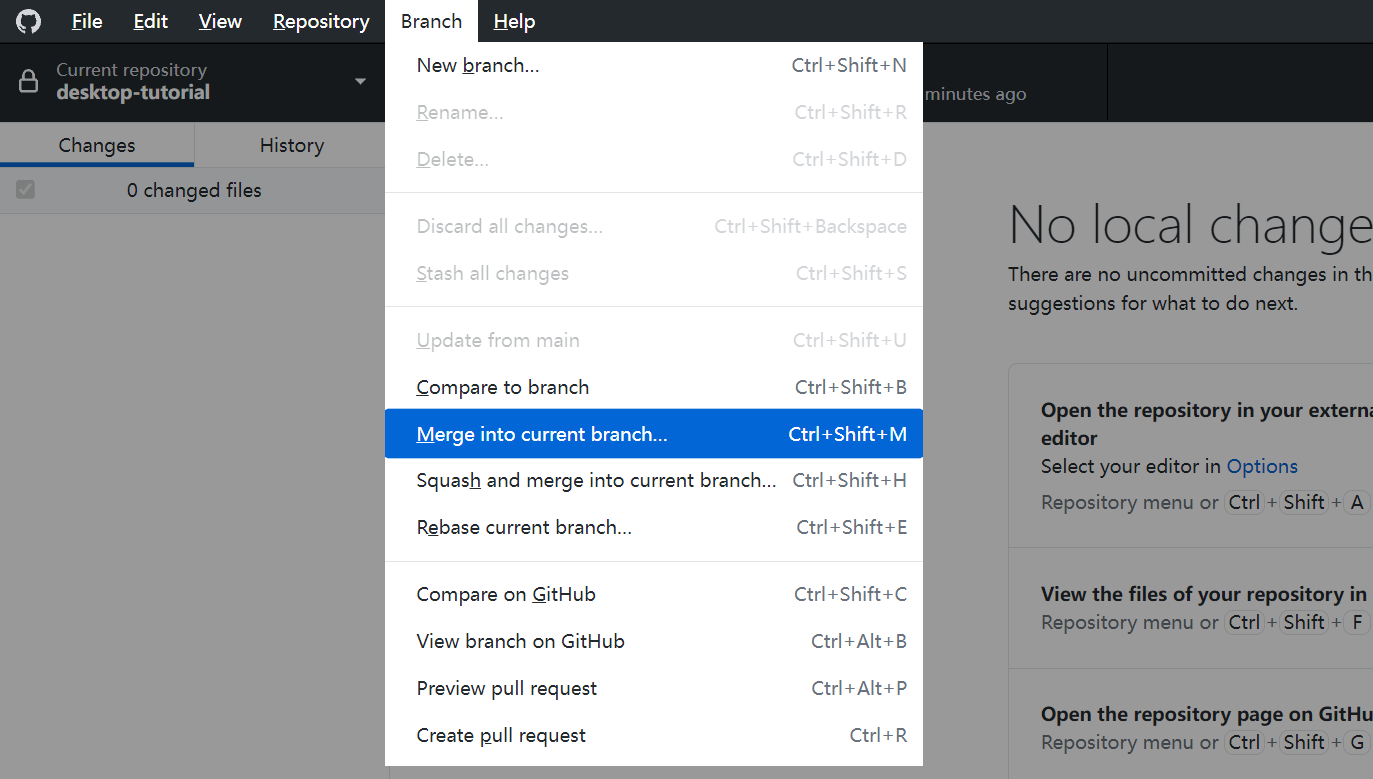 File Edit View Repository Branch Help
Current repository
desktop-tutorial
minutes ago
Changes History
0 changed files
New branch... Ctrl+Shift+N
Rename... Ctrl+Shift+R
Delete... Ctrl+Shift+D
Discard all changes... Ctrl+Shift+Backspace
Stash all changes Ctrl+Shift+S
Update from main Ctrl+Shift+U
Compare to branch Ctrl+Shift+B
Merge into current branch... Ctrl+Shift+M
Squash and merge into current branch... Ctrl+Shift+H
Rebase current branch... Ctrl+Shift+E
Compare on GitHub Ctrl+Shift+C
View branch on GitHub Ctrl+Alt+B
Preview pull request Ctrl+Alt+P
Create pull request Ctrl+R
No local change
There are no uncommitted changes in th
suggestions for what to do next.
Open the repository in your externa
editor
Select your editor in Options
Repository menu or Ctrl + Shift + A
View the files of your repository in
Repository menu or Ctrl + Shift + F
Open the repository page on GitHu
Repository menu or Ctrl + Shift + G